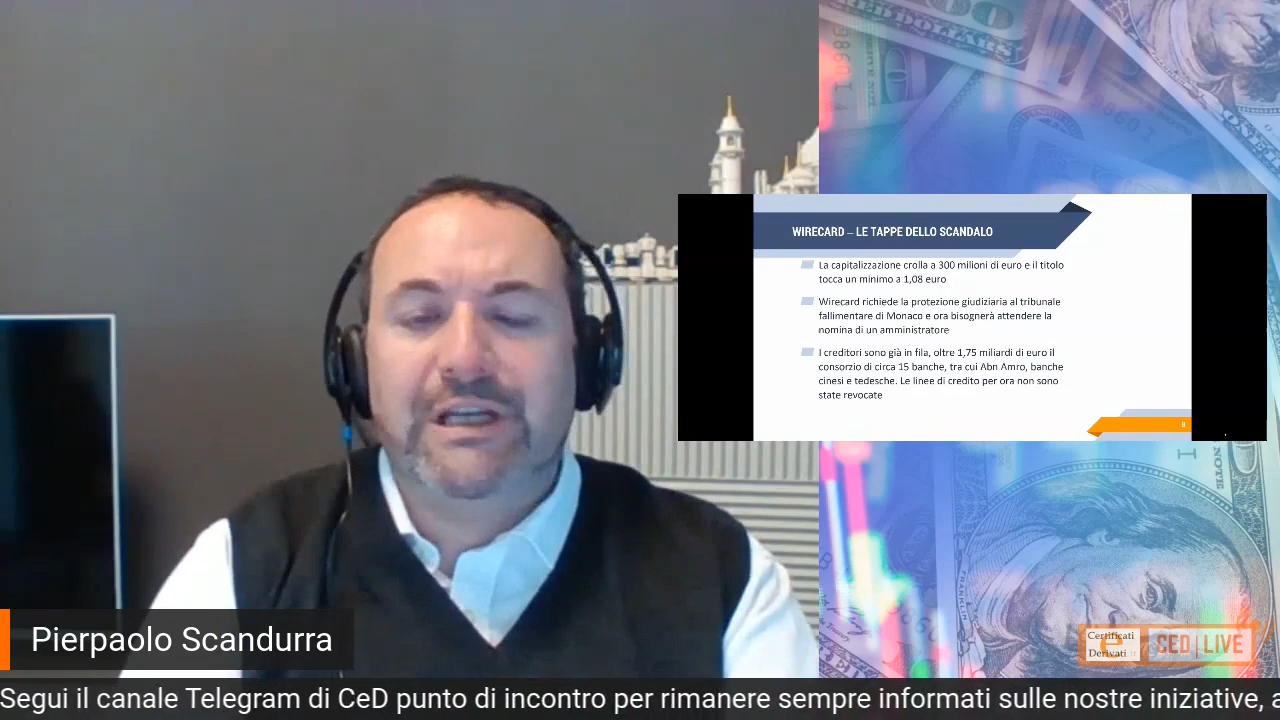 WIRECARD – LE TAPPE DELLO SCANDALO
La capitalizzazione crolla a 300 milioni di euro e il titolo
tocca un minimo a 1,08 euro
Wirecard richiede la protezione giudiziaria al tribunale
fallimentare di Monaco e ora bisognerà attendere la
nomina di un amministratore
I creditori sono già in fila, oltre 1,75 miliardi di euro il
consorzio di circa 15 banche, tra cui Abn Amro, banche
cinesi e tedesche. Le linee di credito per ora non sono
state revocate
8
Pierpaolo Scandurra
Certificati
e
Derivati.it
CED|LIVE
FRANKLIN
NOTE
Segui il canale Telegram di CeD punto di incontro per rimanere sempre informati sulle nostre iniziative, a